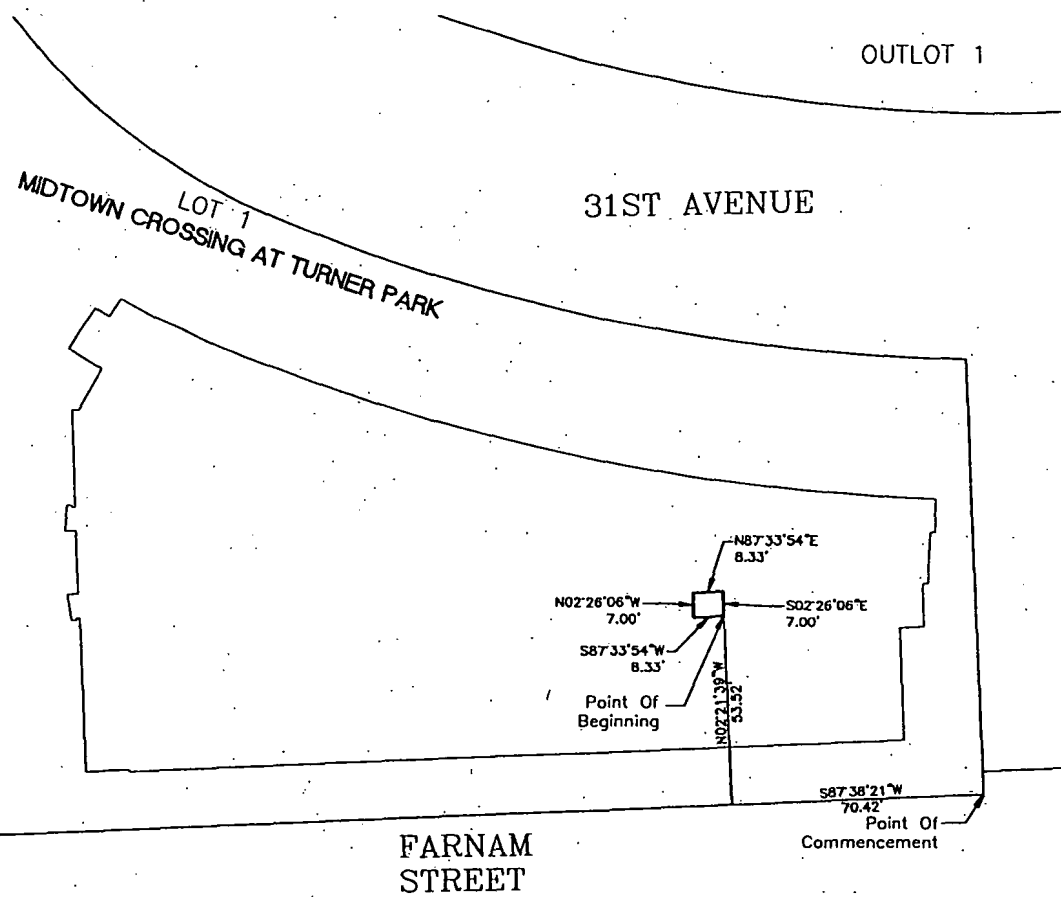 OUTLOT 1
31ST AVENUE
LOT 1
MIDTOWN CROSSING AT TURNER PARK
N87°33'54"E
8.33'
N02°26'06"W
7.00'
S02°26'06"E
7.00'
S87°33'54"W
8.33'
Point Of
Beginning
N02°21'39"W
53.52'
S87°38'21"W
70.42'
Point Of
Commencement
FARNAM
STREET